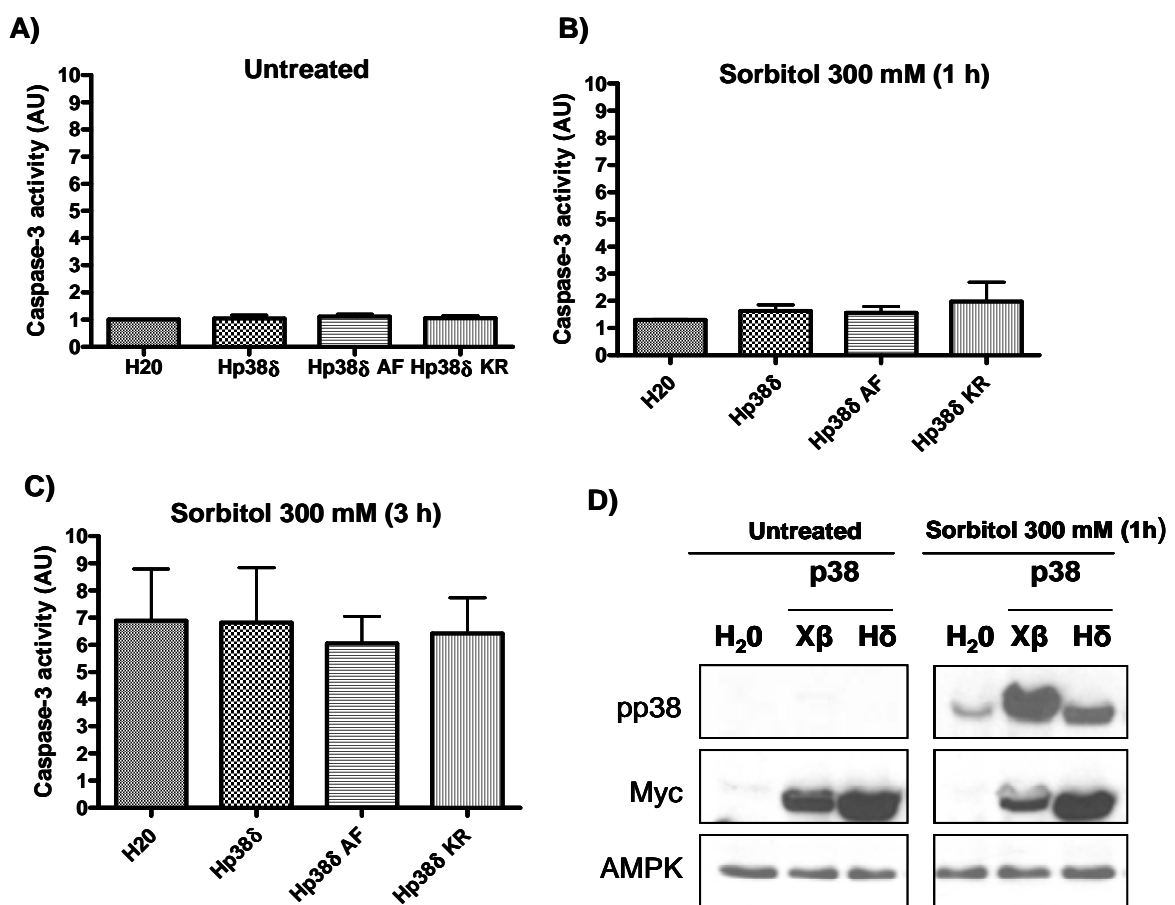 A)
Untreated
Caspase-3 activity (AU)
10
9
8
7
6
5
4
3
2
1
0
H20 Hp38δ Hp38δ AF Hp38δ KR
B)
Sorbitol 300 mM (1 h)
Caspase-3 activity (AU)
10
9
8
7
6
5
4
3
2
1
0
H20 Hp38δ Hp38δ AF Hp38δ KR
C)
Sorbitol 300 mM (3 h)
Caspase-3 activity (AU)
10
9
8
7
6
5
4
3
2
1
0
H20 Hp38δ Hp38δ AF Hp38δ KR
D)
Untreated Sorbitol 300 mM (1h)
p38 p38
H₂0 Xβ Hδ H₂0 Xβ Hδ
pp38
Myc
AMPK